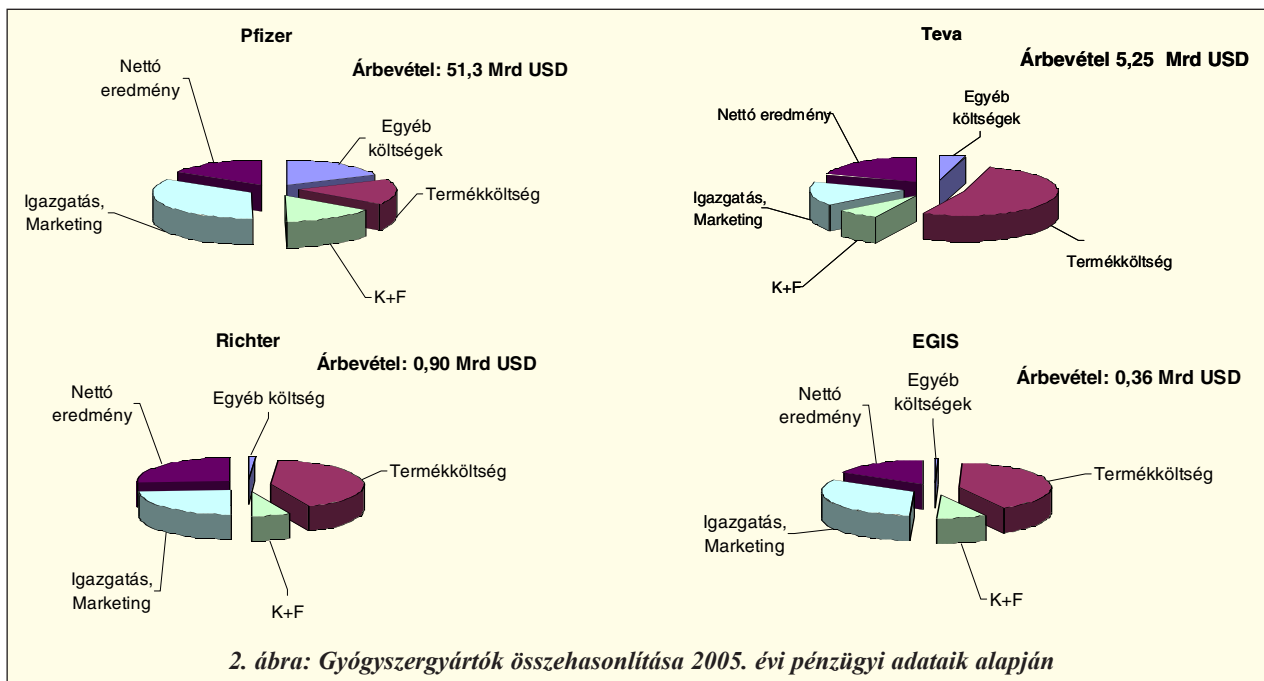 Pfizer
Árbevétel: 51,3 Mrd USD
Nettó
eredmény
Egyéb
költségek
Igazgatás,
Marketing
Termékköltség
K+F
Teva
Árbevétel 5,25 Mrd USD
Nettó eredmény
Egyéb
költségek
Igazgatás,
Marketing
Termékköltség
K+F
Richter
Árbevétel: 0,90 Mrd USD
Nettó
eredmény
Egyéb költség
Termékköltség
Igazgatás,
Marketing
K+F
EGIS
Árbevétel: 0,36 Mrd USD
Nettó
eredmény
Egyéb
költségek
Termékköltség
Igazgatás,
Marketing
K+F
2. ábra: Gyógyszergyártók összehasonlítása 2005. évi pénzügyi adataik alapján